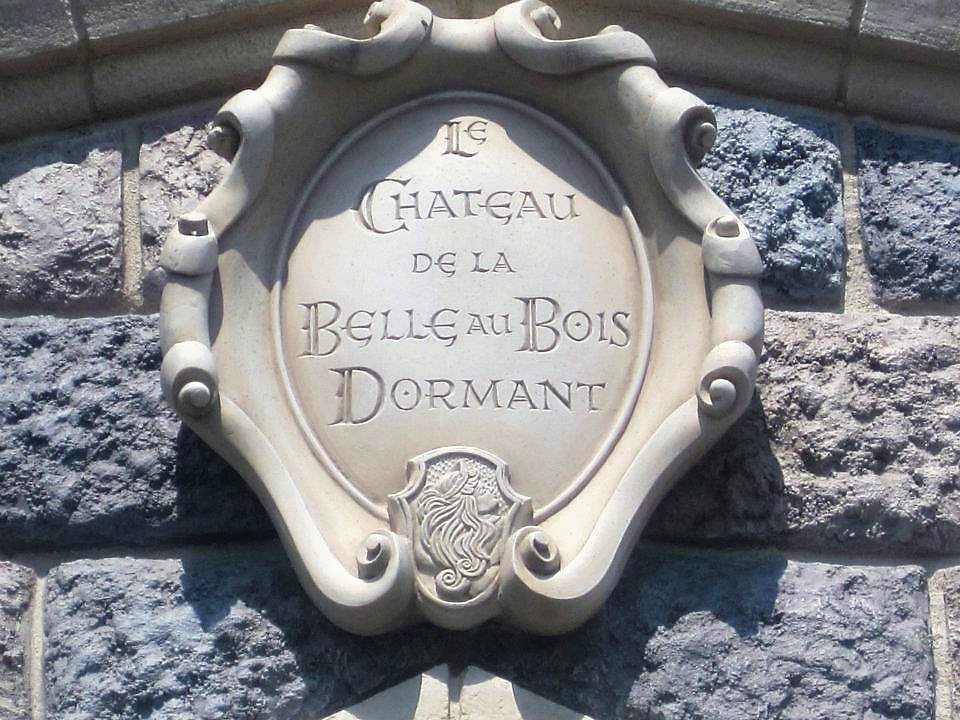 Le
Chateau
de la
Belle au Bois
Dormant